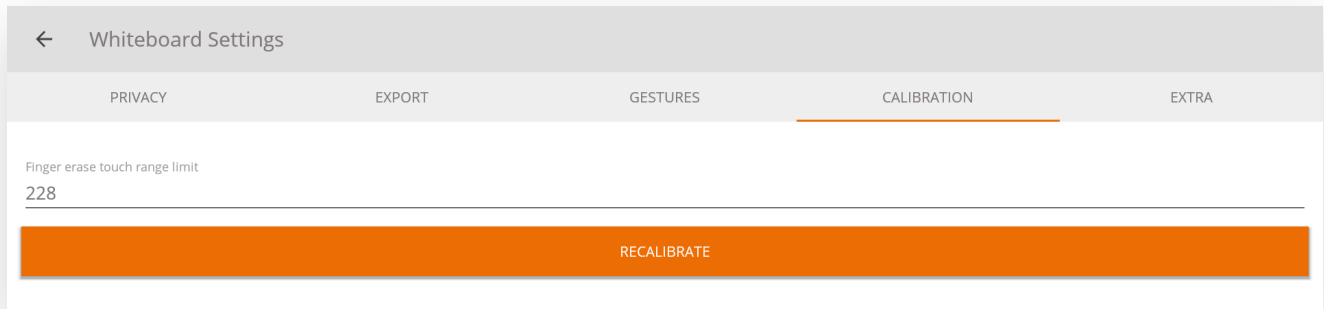 Whiteboard Settings
PRIVACY EXPORT GESTURES CALIBRATION EXTRA
Finger erase touch range limit
228
RECALIBRATE